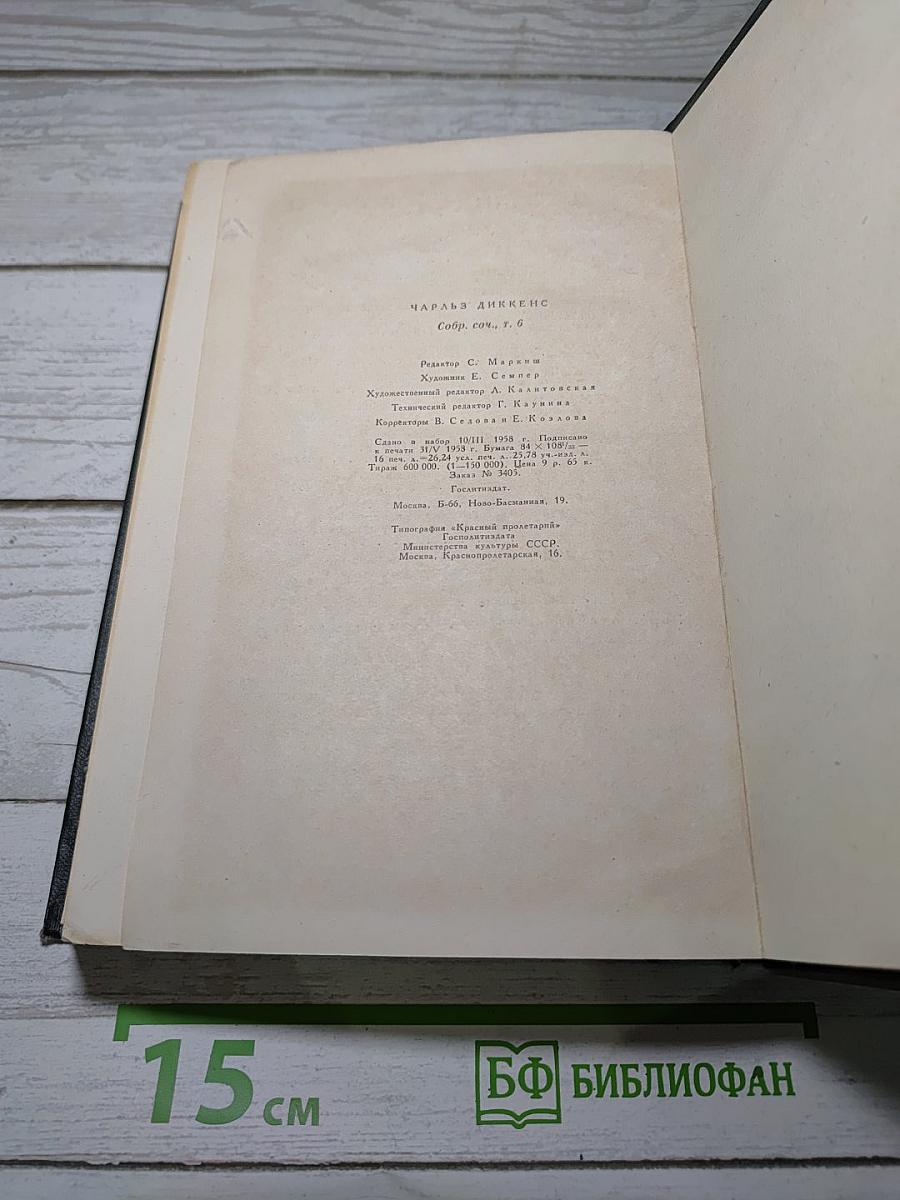 ЧАРЛЬЗ ДИККЕНС
Собр. соч., т. 6
Редактор С. Маркиш
Художник Е. Семпер
Художественный редактор Л. Калитовская
Технический редактор Г. Каунина
Корректоры В. Седова и Е. Козлова
Сдано в набор 10/III 1958 г. Подписано
к печати 31/V 1958 г. Бумага 84 × 108¹/₃₂ —
16 печ. л.=26,24 усл. печ. л. 25,78 уч.-изд. л.
Тираж 600 000. (1—150 000). Цена 9 р. 65 к.
Заказ № 3405.
Гослитиздат.
Москва, Б-66, Ново-Басманная, 19.
Типография «Красный пролетарий»
Госполитиздата
Министерства культуры СССР.
Москва, Краснопролетарская, 16.
15 см
БФ БИБЛИОФАН